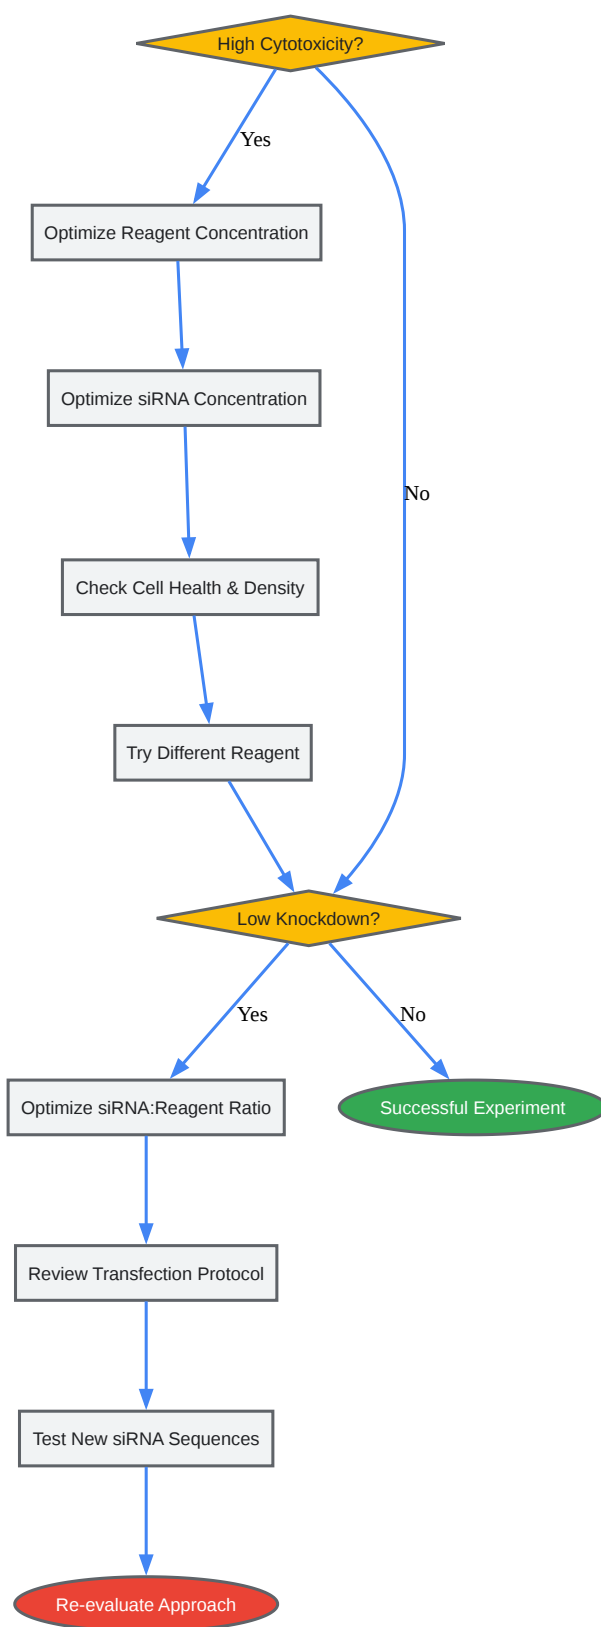 High Cytotoxicity?
Yes
Optimize Reagent Concentration
Optimize siRNA Concentration
No
Check Cell Health & Density
Try Different Reagent
Low Knockdown?
Yes
No
Optimize siRNA:Reagent Ratio
Successful Experiment
Review Transfection Protocol
Test New siRNA Sequences
Re-evaluate Approach